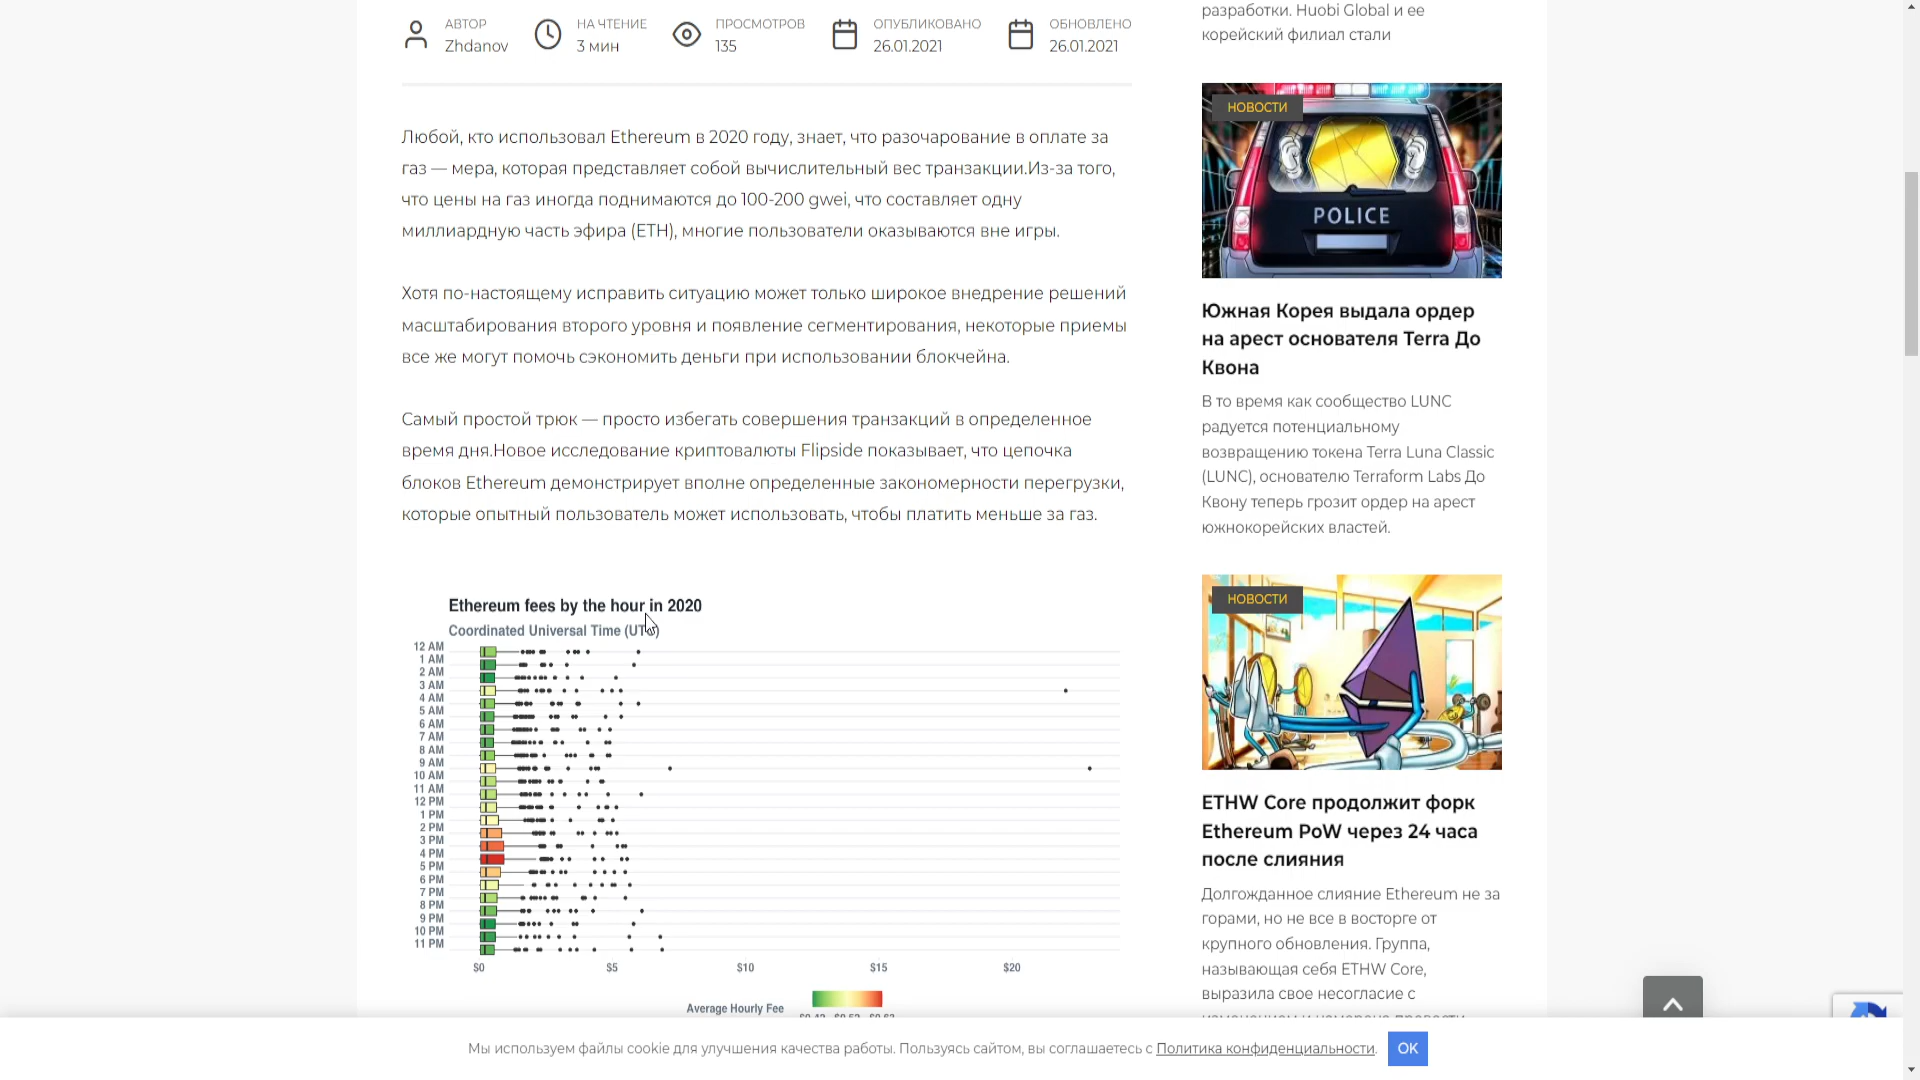 АВТОР
Zhdanov
НА ЧТЕНИЕ
3 мин
ПРОСМОТРОВ
135
ОПУБЛИКОВАНО
26.01.2021
ОБНОВЛЕНО
26.01.2021
Любой, кто использовал Ethereum в 2020 году, знает, что разочарование в оплате за
газ — мера, которая представляет собой вычислительный вес транзакции.Из-за того,
что цены на газ иногда поднимаются до 100-200 gwei, что составляет одну
миллиардную часть эфира (ETH), многие пользователи оказываются вне игры.
Хотя по-настоящему исправить ситуацию может только широкое внедрение решений
масштабирования второго уровня и появление сегментирования, некоторые приемы
все же могут помочь сэкономить деньги при использовании блокчейна.
Самый простой трюк — просто избегать совершения транзакций в определенное
время дня.Новое исследование криптовалюты Flipside показывает, что цепочка
блоков Ethereum демонстрирует вполне определенные закономерности перегрузки,
которые опытный пользователь может использовать, чтобы платить меньше за газ.
Ethereum fees by the hour in 2020
Coordinated Universal Time (UTC)
12 AM
1 AM
2 AM
3 AM
4 AM
5 AM
6 AM
7 AM
8 AM
9 AM
10 AM
11 AM
12 PM
1 PM
2 PM
3 PM
4 PM
5 PM
6 PM
7 PM
8 PM
9 PM
10 PM
11 PM
$0 $5 $10 $15 $20
Average Hourly Fee
разработки. Huobi Global и ее
корейский филиал стали
НОВОСТИ
POLICE
Южная Корея выдала ордер
на арест основателя Terra До
Квона
В то время как сообщество LUNC
радуется потенциальному
возвращению токена Terra Luna Classic
(LUNC), основателю Terraform Labs До
Квону теперь грозит ордер на арест
южнокорейских властей.
НОВОСТИ
ETHW Core продолжит форк
Ethereum PoW через 24 часа
после слияния
Долгожданное слияние Ethereum не за
горами, но не все в восторге от
крупного обновления. Группа,
называющая себя ETHW Core,
выразила свое несогласие с
Мы используем файлы cookie для улучшения качества работы. Пользуясь сайтом, вы соглашаетесь с Политика конфиденциальности.
OK